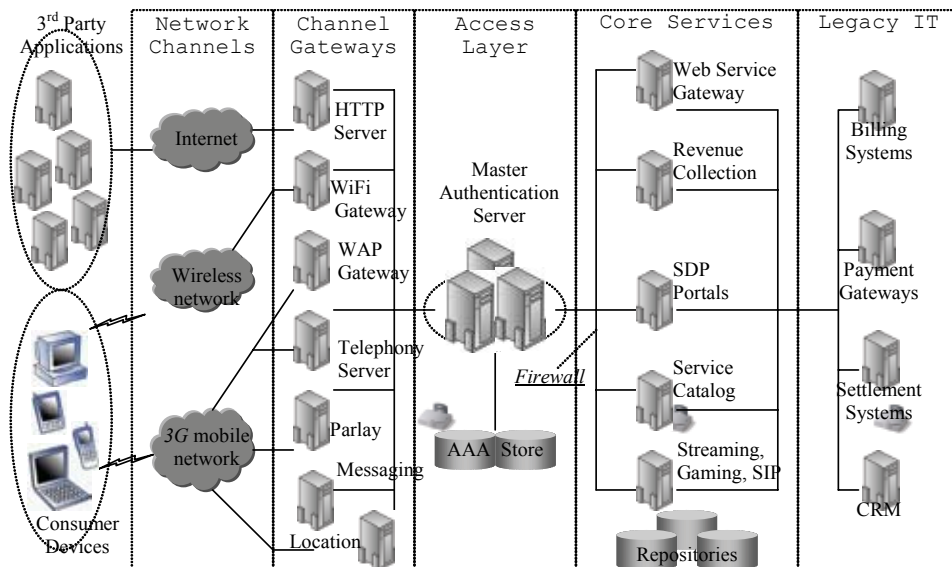 3rd Party
Applications
Network
Channels
Channel
Gateways
Access
Layer
Core Services
Legacy IT
Internet
Wireless
network
3G mobile
network
Consumer
Devices
HTTP
Server
WiFi
Gateway
WAP
Gateway
Telephony
Server
Parlay
Messaging
Location
Master
Authentication
Server
Firewall
AAA Store
Web Service
Gateway
Revenue
Collection
SDP
Portals
Service
Catalog
Streaming,
Gaming, SIP
Repositories
Billing
Systems
Payment
Gateways
Settlement
Systems
CRM